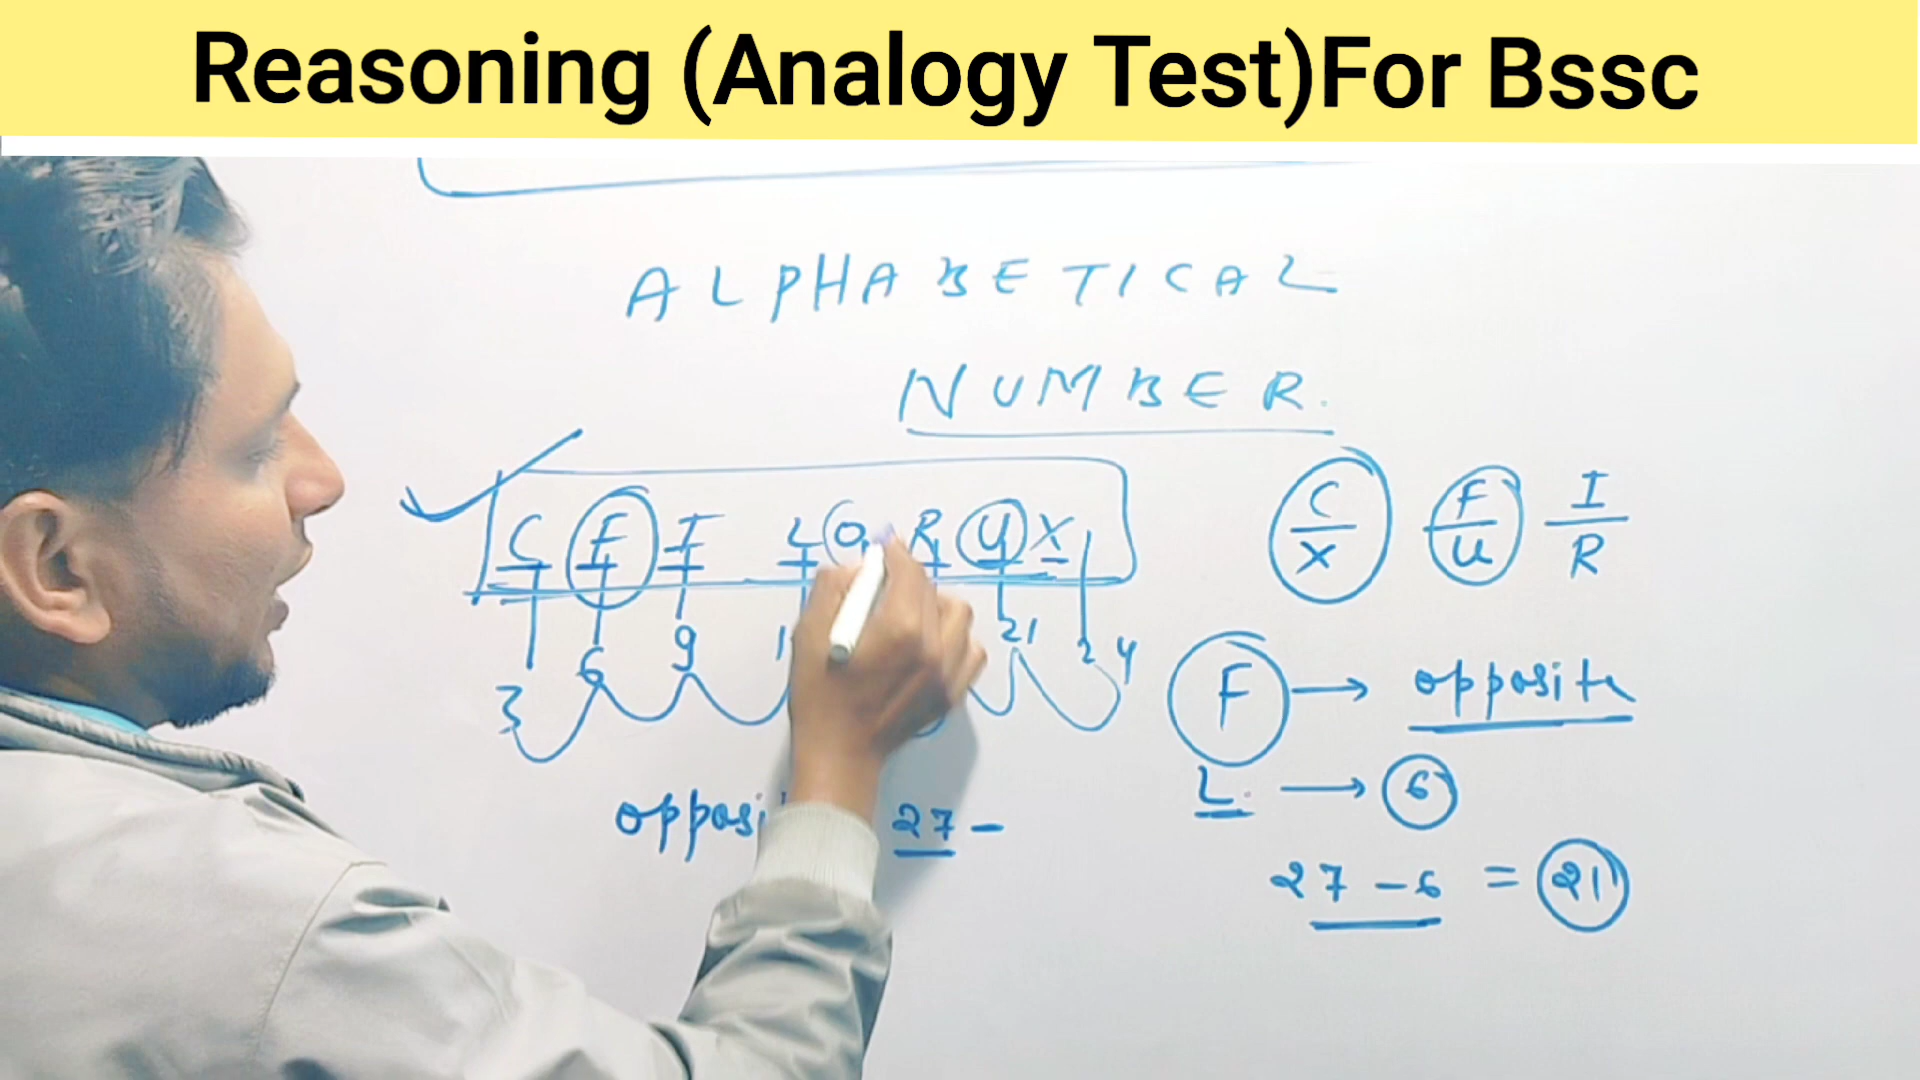 Reasoning (Analogy Test)For Bssc
ALPHABETICAL
NUMBER.
C F I L O R U X
3 6 9 1 21 24
C F I
X U R
F → opposite
L. → 6
opposi 27 -
27 - 6 = 21